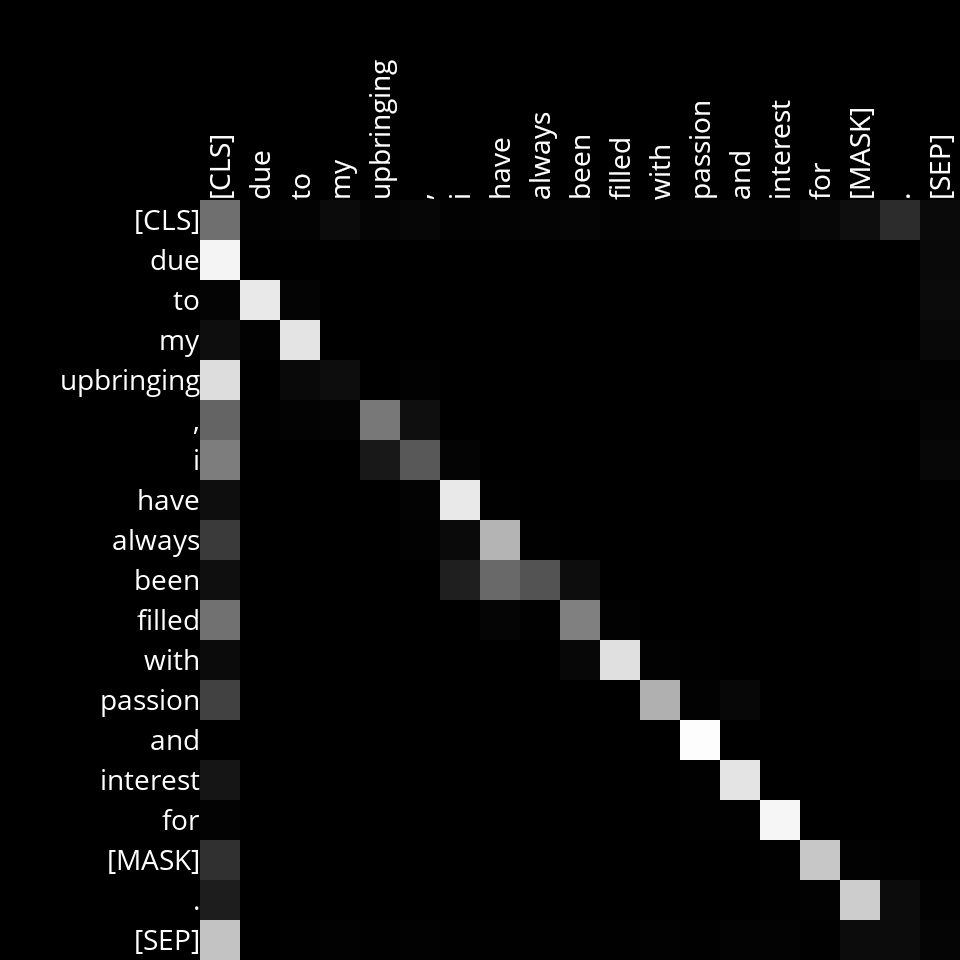 [CLS]
due
to
my
upbringing
,
i
have
always
been
filled
with
passion
and
interest
for
[MASK]
.
[SEP]
[CLS]
due
to
my
upbringing
,
i
have
always
been
filled
with
passion
and
interest
for
[MASK]
.
[SEP]